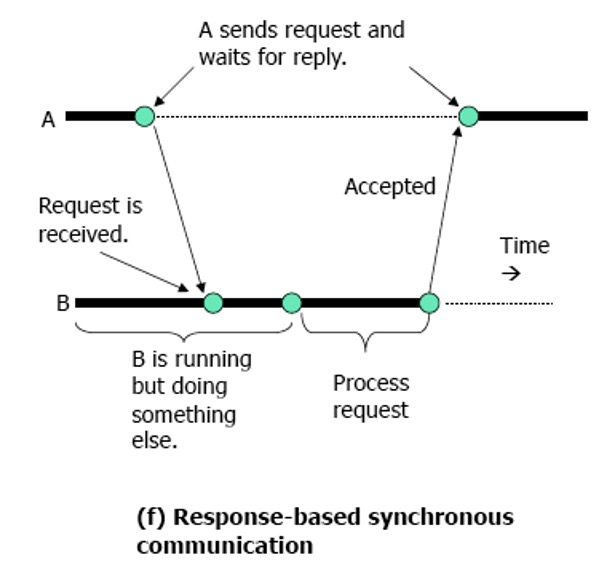 A sends request and
waits for reply.
A
Accepted
Request is
received.
Time
→
B
B is running
but doing
something
else.
Process
request
(f) Response-based synchronous
communication